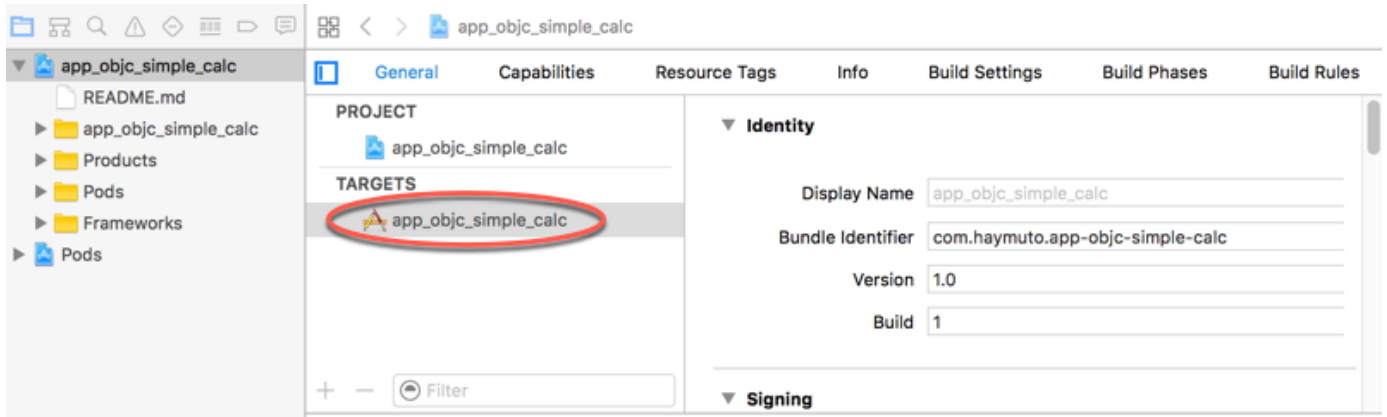 app_objc_simple_calc
app_objc_simple_calc
README.md
app_objc_simple_calc
Products
Pods
Frameworks
Pods
General Capabilities Resource Tags Info Build Settings Build Phases Build Rules
PROJECT
app_objc_simple_calc
TARGETS
app_objc_simple_calc
Filter
Identity
Display Name app_objc_simple_calc
Bundle Identifier com.haymuto.app-objc-simple-calc
Version 1.0
Build 1
Signing